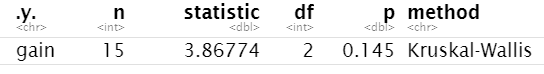 .y. n statistic df p method
<chr> <int> <dbl> <int> <dbl> <chr>
gain 15 3.86774 2 0.145 Kruskal-Wallis